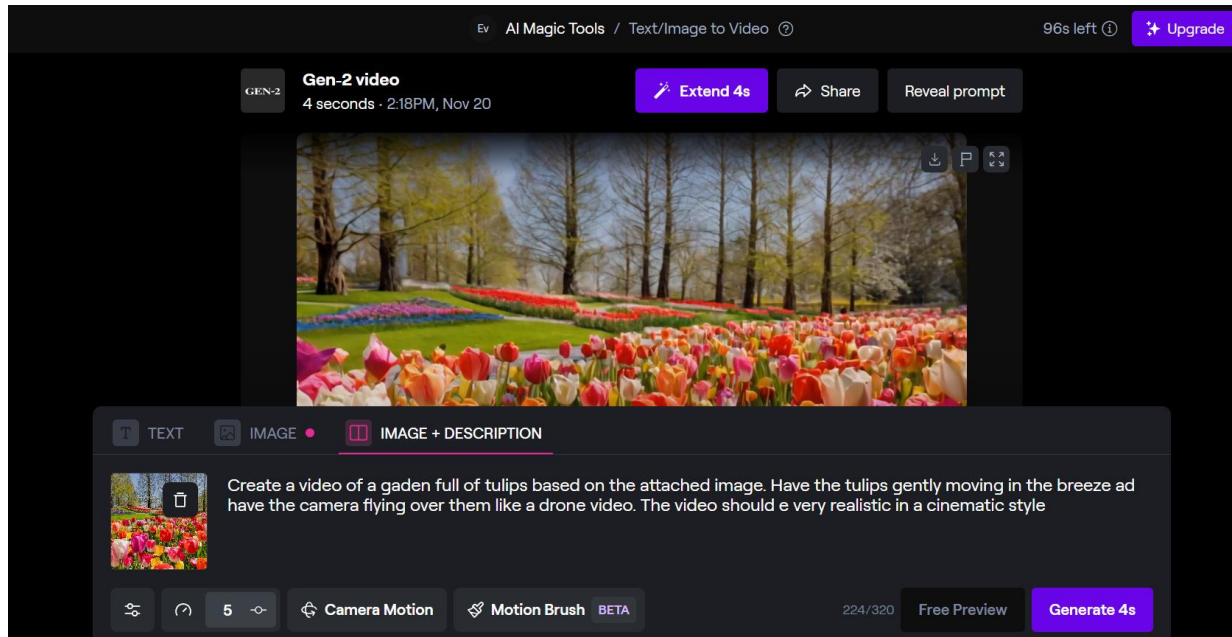 Ev AI Magic Tools / Text/Image to Video ? 96s left i Upgrade
GEN-2 Gen-2 video
4 seconds · 2:18PM, Nov 20
Extend 4s Share Reveal prompt
T TEXT IMAGE IMAGE + DESCRIPTION
Create a video of a gaden full of tulips based on the attached image. Have the tulips gently moving in the breeze ad
have the camera flying over them like a drone video. The video should e very realistic in a cinematic style
5 Camera Motion Motion Brush BETA 224/320 Free Preview Generate 4s